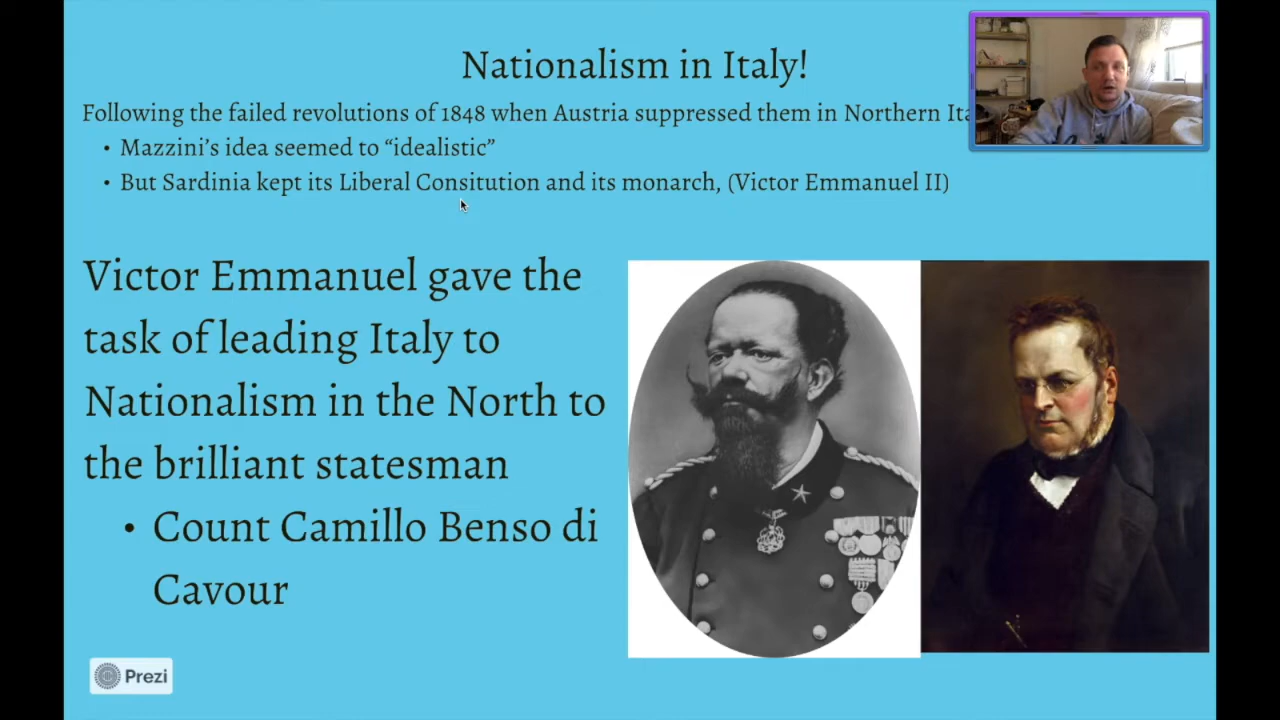 Nationalism in Italy!
Following the failed revolutions of 1848 when Austria suppressed them in Northern
• Mazzini's idea seemed to “idealistic”
• But Sardinia kept its Liberal Consitution and its monarch, (Victor Emmanuel II)
Victor Emmanuel gave the
task of leading Italy to
Nationalism in the North to
the brilliant statesman
• Count Camillo Benso di
Cavour
Prezi